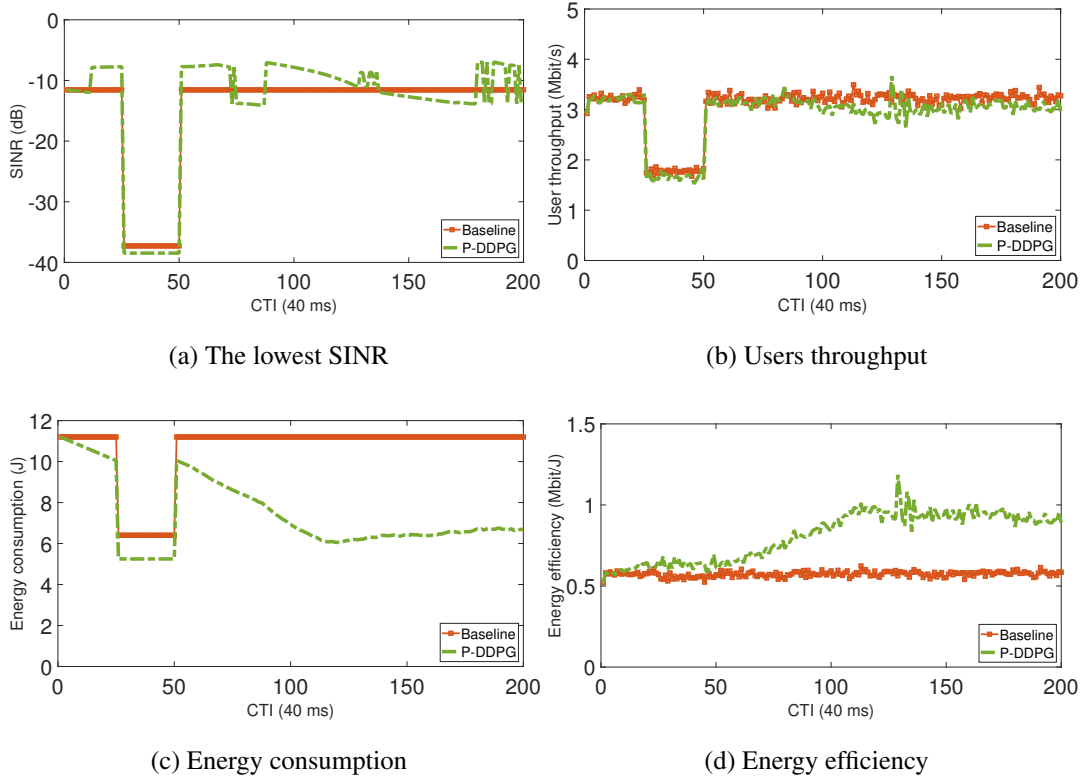 0
-10
-20
-30
-40
SINR (dB)
0 50 100 150 200
CTI (40 ms)
Baseline
P-DDPG
(a) The lowest SINR
5
4
3
2
1
0
User throughput (Mbit/s)
0 50 100 150 200
CTI (40 ms)
Baseline
P-DDPG
(b) Users throughput
12
10
8
6
4
2
0
Energy consumption (J)
0 50 100 150 200
CTI (40 ms)
Baseline
P-DDPG
(c) Energy consumption
1.5
1
0.5
0
Energy efficiency (Mbit/J)
0 50 100 150 200
CTI (40 ms)
Baseline
P-DDPG
(d) Energy efficiency